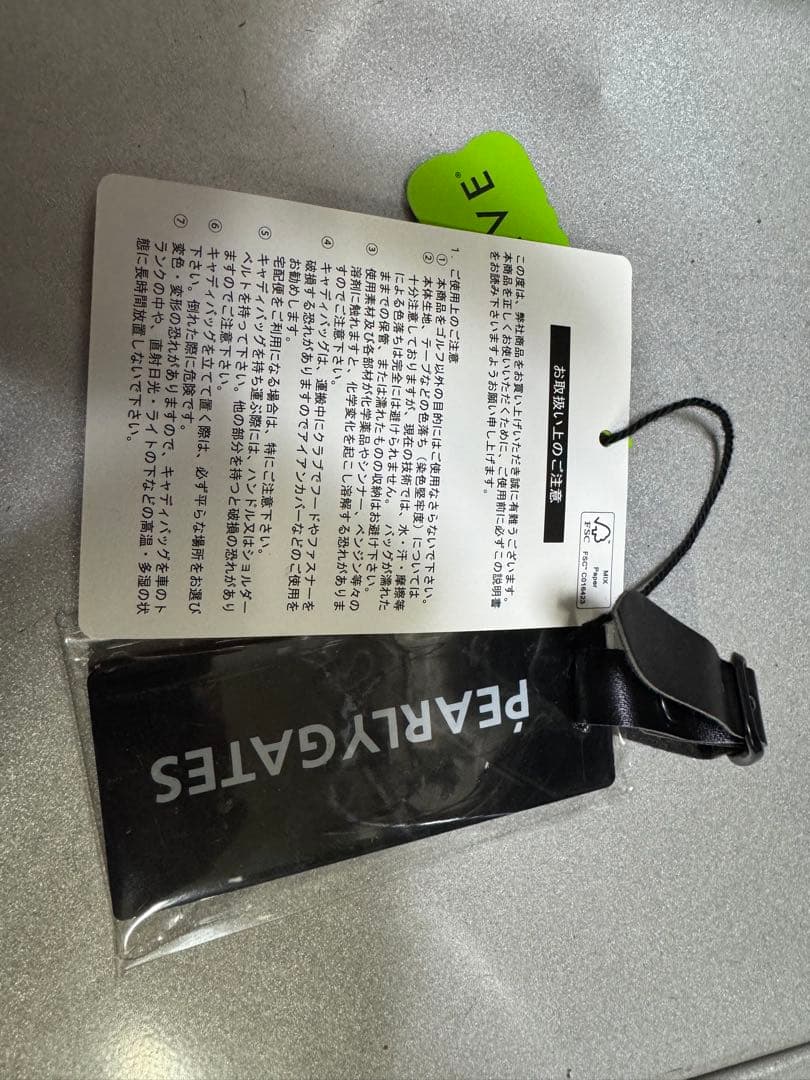 お取扱い上のご注意
この度は、弊社商品をお買い上げいただき誠に有難うございます。
本商品を正しくお使いいただくために、ご使用前に必ずこの説明書
をお読み下さいますようお願い申し上げます。
1．ご使用上のご注意
① 本商品をゴルフ以外の目的にはご使用なさらないで下さい。
② 本体生地、テープなどの色落ち（染色堅牢度）については
十分注意しておりますが、現在の技術では、水・汗・摩擦等
による色落ちは完全には避けられません。バッグが濡れた
ままでの保管、または濡れたものの収納はお避け下さい。
③ 使用素材及び各部材が化学薬品やシンナー、ベンジン等々の
溶剤に触れますと、化学変化を起こし溶解する恐れがありま
すのでご注意下さい。
④ キャディバッグは、運搬中にクラブでフードやファスナーを
破損する恐れがありますのでアイアンカバーなどのご使用を
お勧めします。
宅配便をご利用になる場合は、特にご注意下さい。
⑤ キャディバッグを持ち運ぶ際には、ハンドル又はショルダー
ベルトを持って下さい。他の部分を持つと破損の恐れがあり
ますのでご注意下さい。
⑥ キャディバッグを立てて置く際は、必ず平らな場所をお選び
下さい。倒れた際に危険です。
⑦ 変色・変形の恐れがありますので、キャディバッグを車のト
ランクの中や、直射日光・ライトの下などの高温・多湿の状
態に長時間放置しないで下さい。
FSC
MIX
Paper
FSC™ C016423
VE®
PEARLYGATES